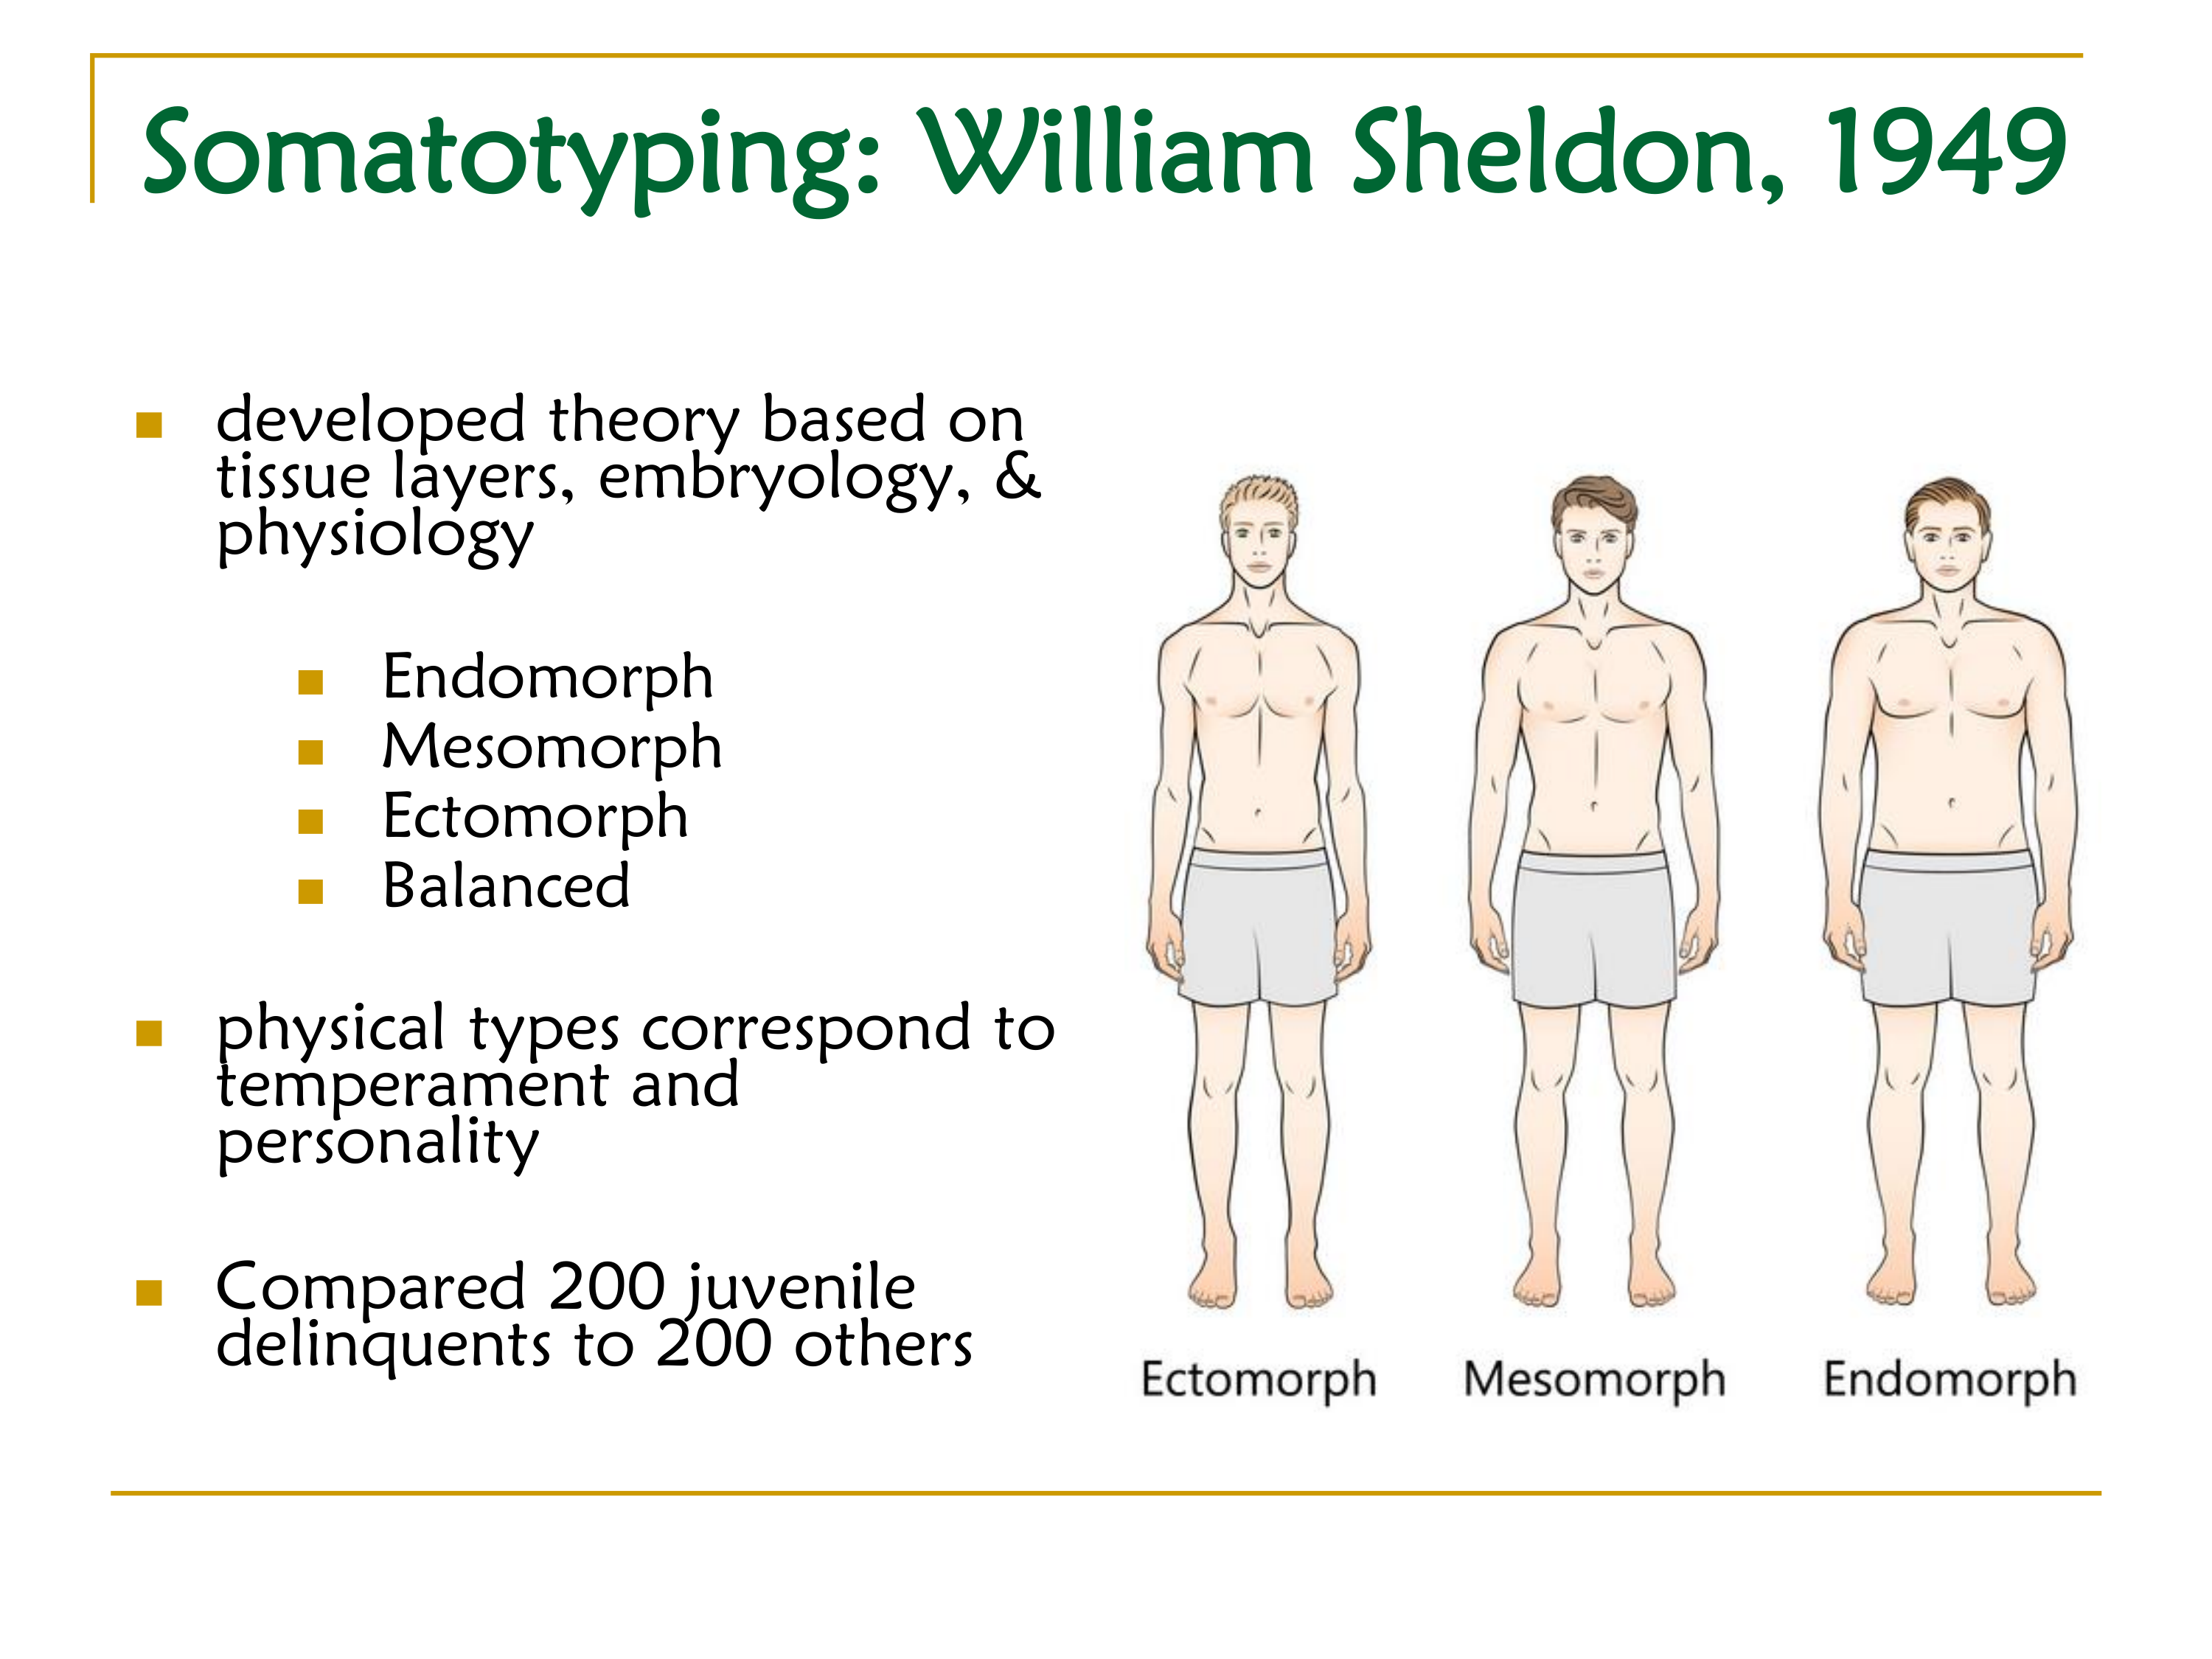 Somatotyping: William Sheldon, 1949
developed theory based on
tissue layers, embryology, &
physiology
Endomorph
Mesomorph
Ectomorph
Balanced
physical types correspond to
temperament and
personality
Compared 200 juvenile
delinquents to 200 others
Ectomorph
Mesomorph
Endomorph